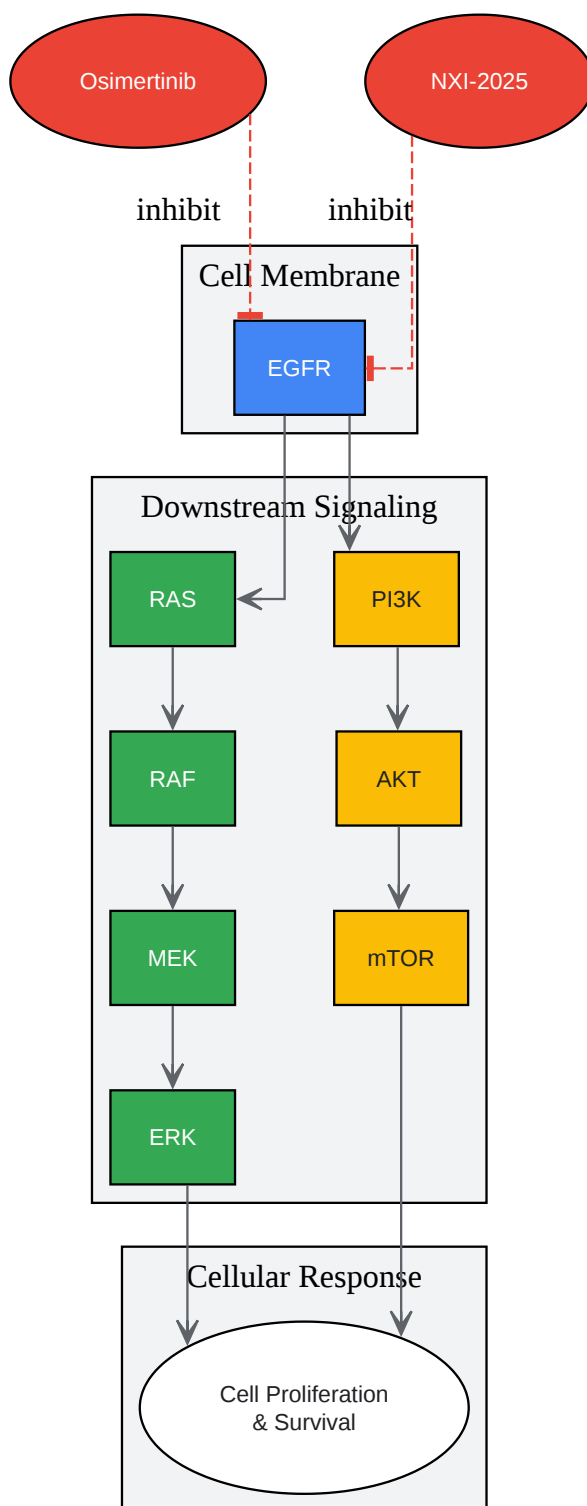 Osimertinib
NXI-2025
inhibit
inhibit
Cell Membrane
EGFR
Downstream Signaling
RAS
PI3K
RAF
AKT
MEK
mTOR
ERK
Cellular Response
Cell Proliferation
& Survival